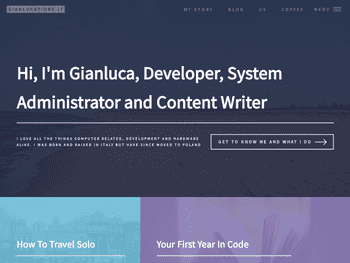 GIANLUCAFIORE.IT
MY STORY BLOG CV COFFEE MENU
Hi, I'm Gianluca, Developer, System
Administrator and Content Writer
I LOVE ALL THE THINGS COMPUTER RELATED, DEVELOPMENT AND HARDWARE
ALIKE. I WAS BORN AND RAISED IN ITALY BUT HAVE SINCE MOVED TO POLAND
GET TO KNOW ME AND WHAT I DO
How To Travel Solo
Your First Year In Code